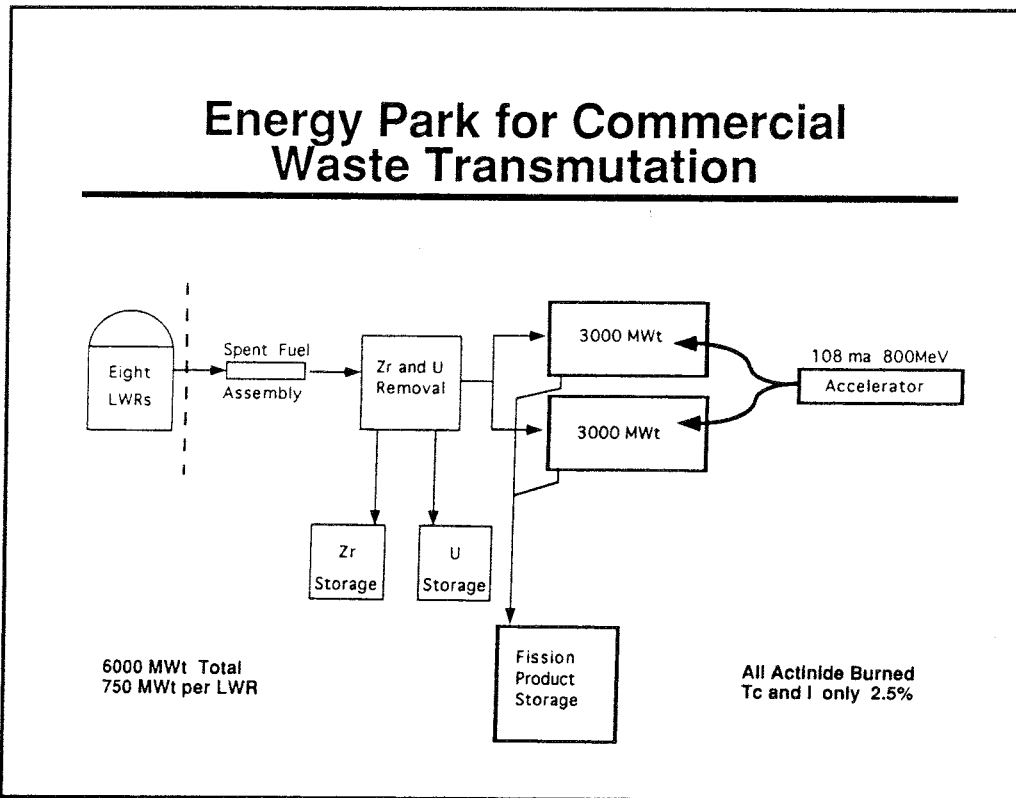 Energy Park for Commercial
Waste Transmutation
Eight
LWRs
Spent Fuel
Assembly
Zr and U
Removal
3000 MWt
3000 MWt
108 ma 800MeV
Accelerator
Zr
Storage
U
Storage
Fission
Product
Storage
6000 MWt Total
750 MWt per LWR
All Actinide Burned
Tc and I only 2.5%